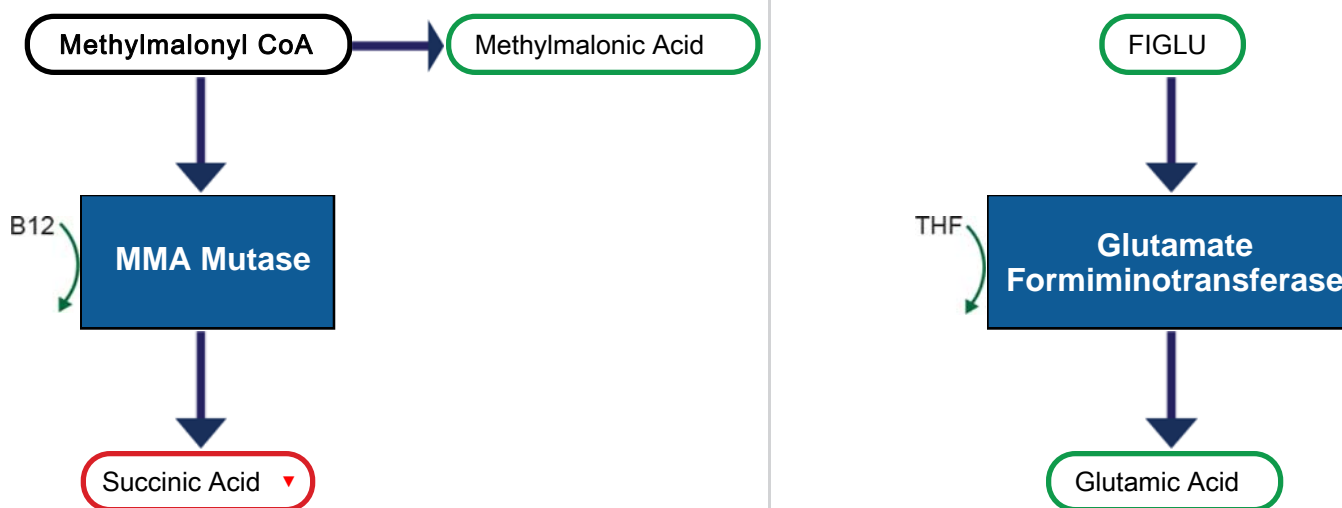 Methylmalonyl CoA
Methylmalonic Acid
B12
MMA Mutase
Succinic Acid ▼
FIGLU
THF
Glutamate
Formiminotransferase
Glutamic Acid